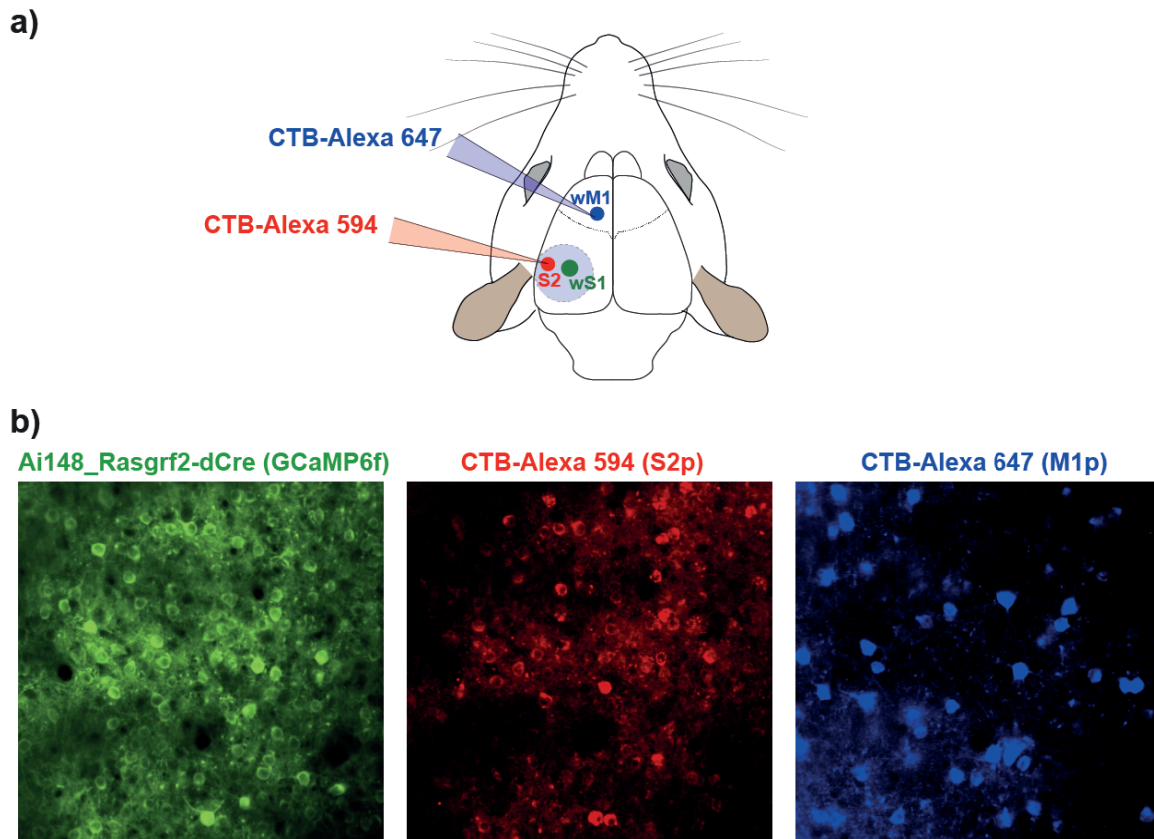 a)
CTB-Alexa 647
wM1
CTB-Alexa 594
S2
wS1
b)
Ai148_Rasgrf2-dCre (GCaMP6f)
CTB-Alexa 594 (S2p)
CTB-Alexa 647 (M1p)